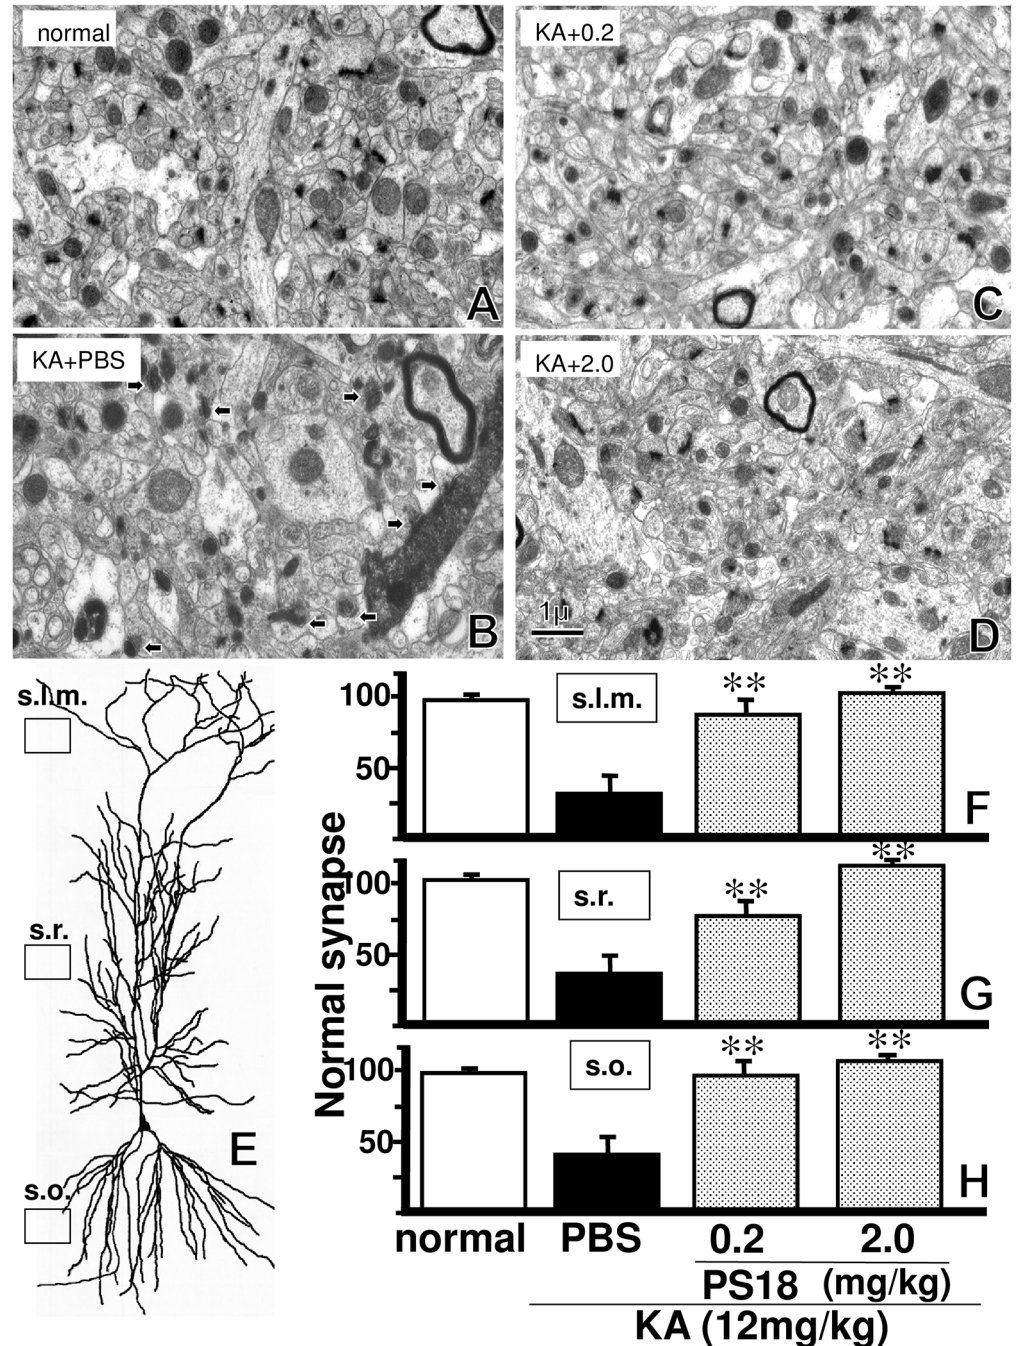 normal
A
KA+0.2
C
KA+PBS
B
KA+2.0
1μ
D
s.l.m.
s.r.
s.o.
E
Normal synapse
100
50
s.l.m.
**
**
F
100
50
s.r.
**
**
G
100
50
s.o.
**
**
H
normal
PBS
0.2
2.0
PS18
(mg/kg)
KA (12mg/kg)